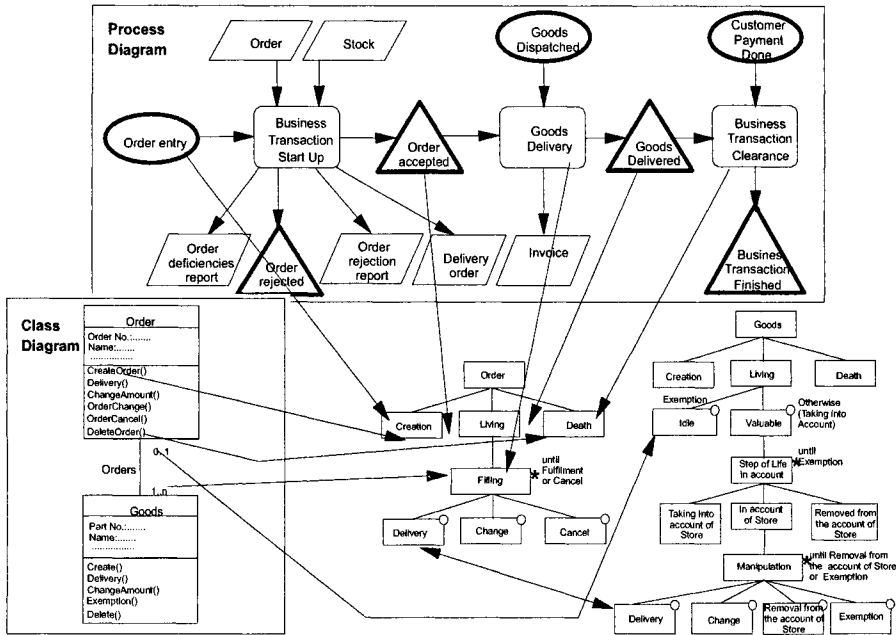 Process
Diagram
Order
Stock
Goods
Dispatched
Customer
Payment
Done
Order entry
Business
Transaction
Start Up
Order
accepted
Goods
Delivery
Goods
Delivered
Business
Transaction
Clearance
Order
deficiencies
report
Order
rejected
Order
rejection
report
Delivery
order
Invoice
Busines
Transaction
Finished
Class
Diagram
Order
Order No.:.......
Name:.......
..............
CreateOrder()
Delivery()
ChangeAmount()
OrderChange()
OrderCancel()
DeleteOrder()
0..1
Orders
1..n
Goods
Part No.:.......
Name:.......
..............
Create()
Delivery()
ChangeAmount()
Exemption()
Delete()
Order
Creation
Living
Death
Filling
* until
Fulfilment
or Cancel
Delivery
Change
Cancel
Goods
Creation
Living
Death
Exemption
Idle
Valuable
Otherwise
(Taking into
Account)
Step of Life
in account
* until
Exemption
Taking Into
account of
Store
In account
of Store
Removed from
the account of
Store
Manipulation
* until Removal from
the account of Store
or Exemption
Delivery
Change
Removal from
the account of
Store
Exemption